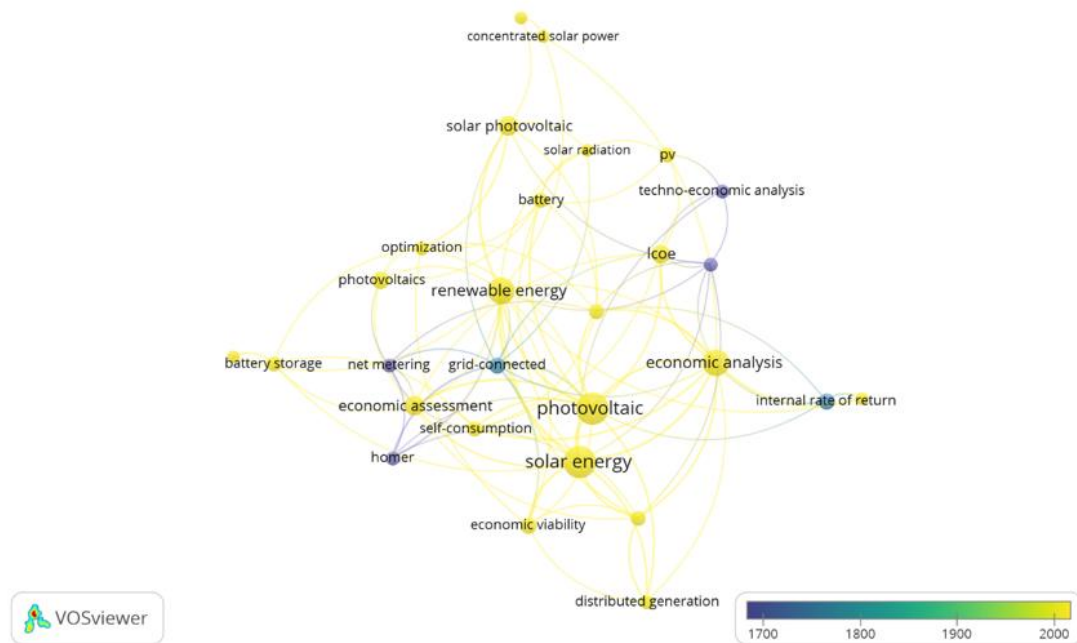 concentrated solar power
solar photovoltaic
solar radiation
pv
techno-economic analysis
battery
optimization
lcoe
photovoltaics
renewable energy
battery storage
net metering
grid-connected
economic analysis
economic assessment
photovoltaic
internal rate of return
self-consumption
homer
solar energy
economic viability
distributed generation
VOSviewer
1700 1800 1900 2000